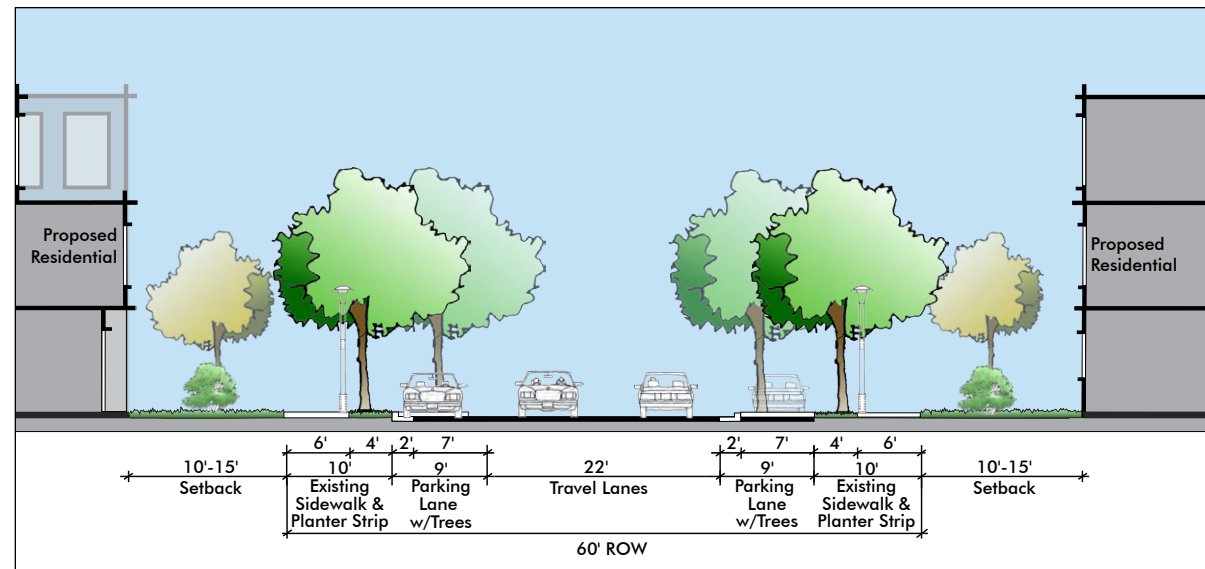 Proposed
Residential
Proposed
Residential
6' 4' 2' 7' 2' 7' 4' 6'
10'-15' 10' 9' 22' 9' 10' 10'-15'
Setback Existing Parking Travel Lanes Parking Existing Setback
Sidewalk & Lane Lane Sidewalk &
Planter Strip w/Trees w/Trees Planter Strip
60' ROW